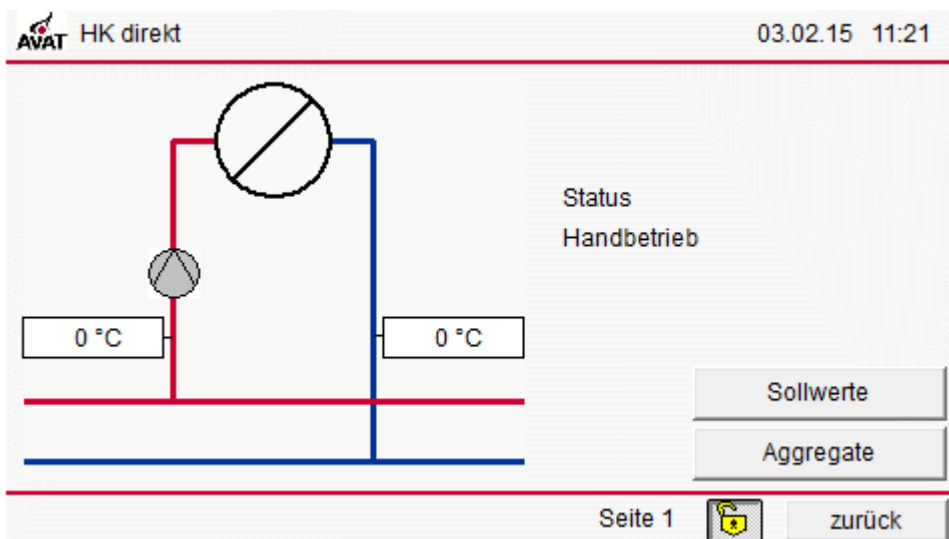 AVAT HK direkt 03.02.15 11:21
Status
Handbetrieb
0 °C 0 °C
Sollwerte
Aggregate
Seite 1 zurück